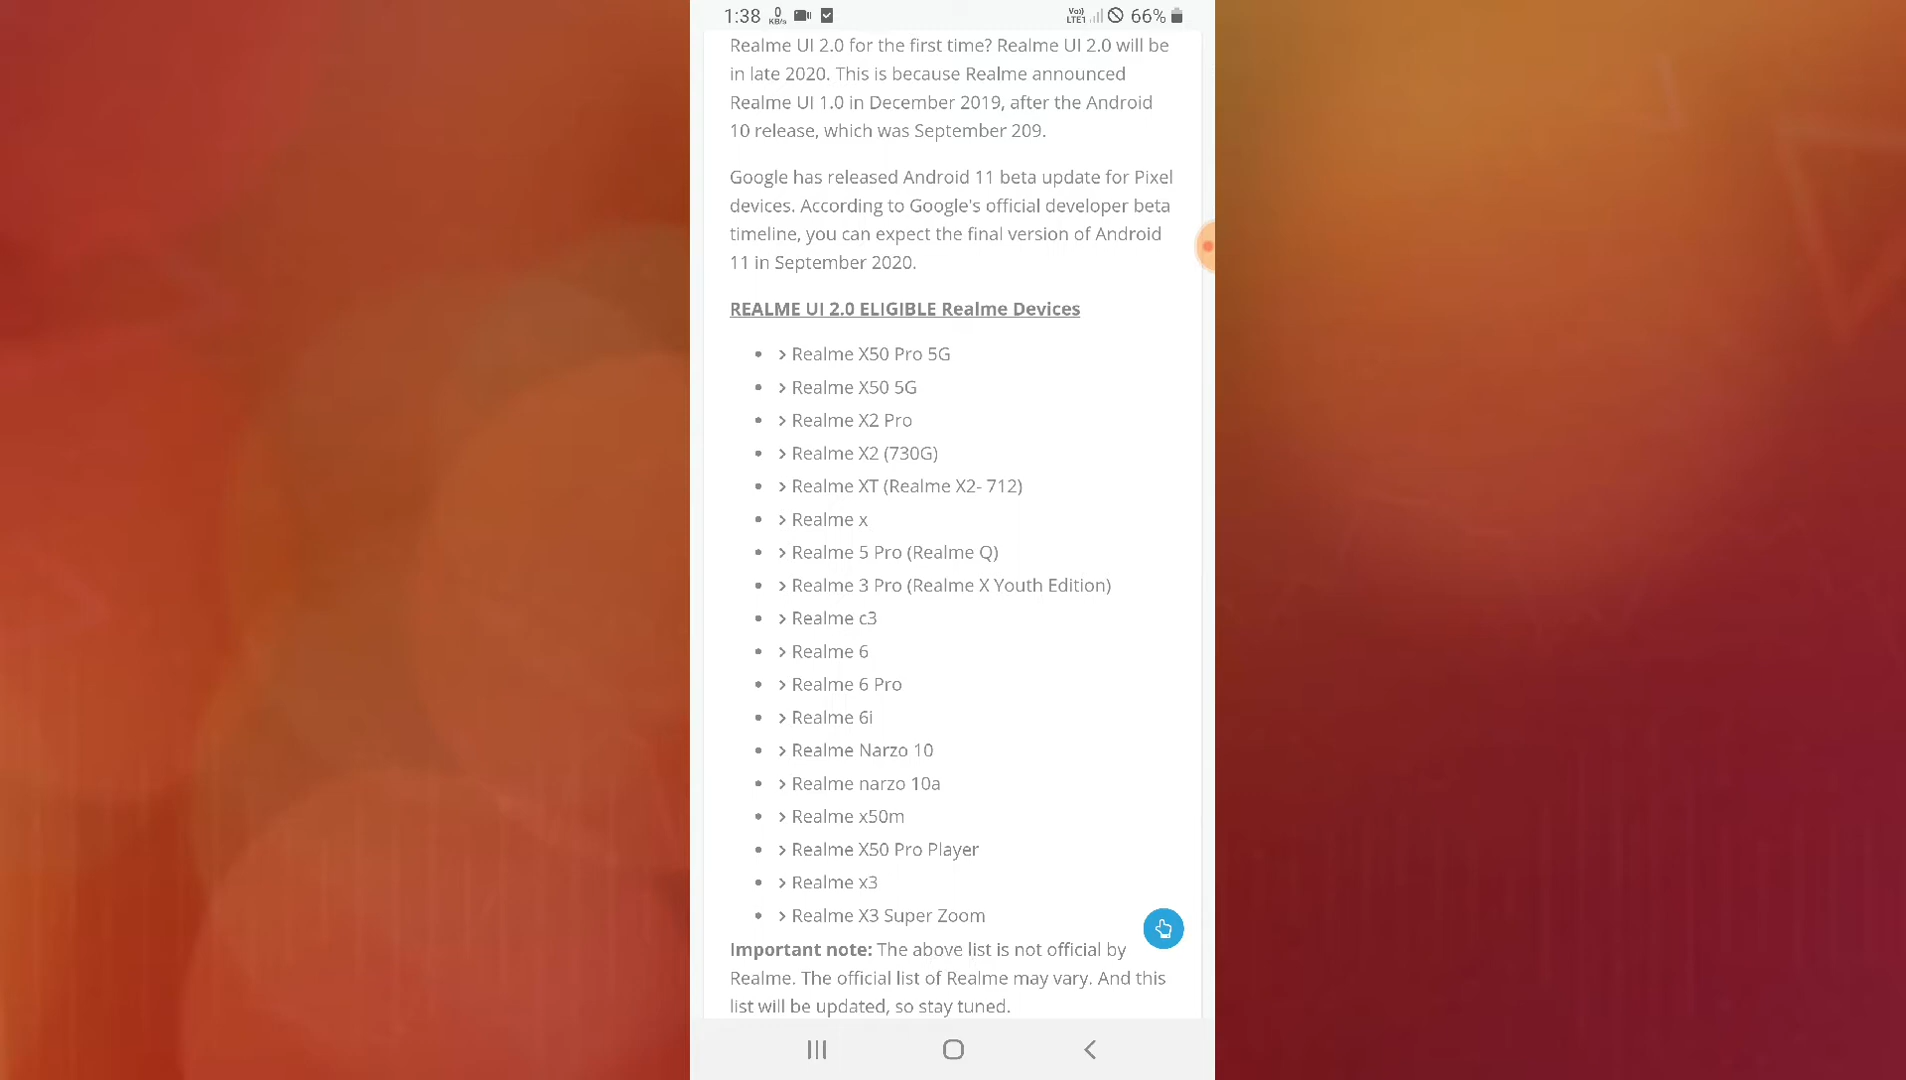 1:38 0 KB/s Vo)) LTE1 66%
Realme UI 2.0 for the first time? Realme UI 2.0 will be
in late 2020. This is because Realme announced
Realme UI 1.0 in December 2019, after the Android
10 release, which was September 209.
Google has released Android 11 beta update for Pixel
devices. According to Google's official developer beta
timeline, you can expect the final version of Android
11 in September 2020.
REALME UI 2.0 ELIGIBLE Realme Devices
• > Realme X50 Pro 5G
• > Realme X50 5G
• > Realme X2 Pro
• > Realme X2 (730G)
• > Realme XT (Realme X2- 712)
• > Realme x
• > Realme 5 Pro (Realme Q)
• > Realme 3 Pro (Realme X Youth Edition)
• > Realme c3
• > Realme 6
• > Realme 6 Pro
• > Realme 6i
• > Realme Narzo 10
• > Realme narzo 10a
• > Realme x50m
• > Realme X50 Pro Player
• > Realme x3
• > Realme X3 Super Zoom
Important note: The above list is not official by
Realme. The official list of Realme may vary. And this
list will be updated, so stay tuned.